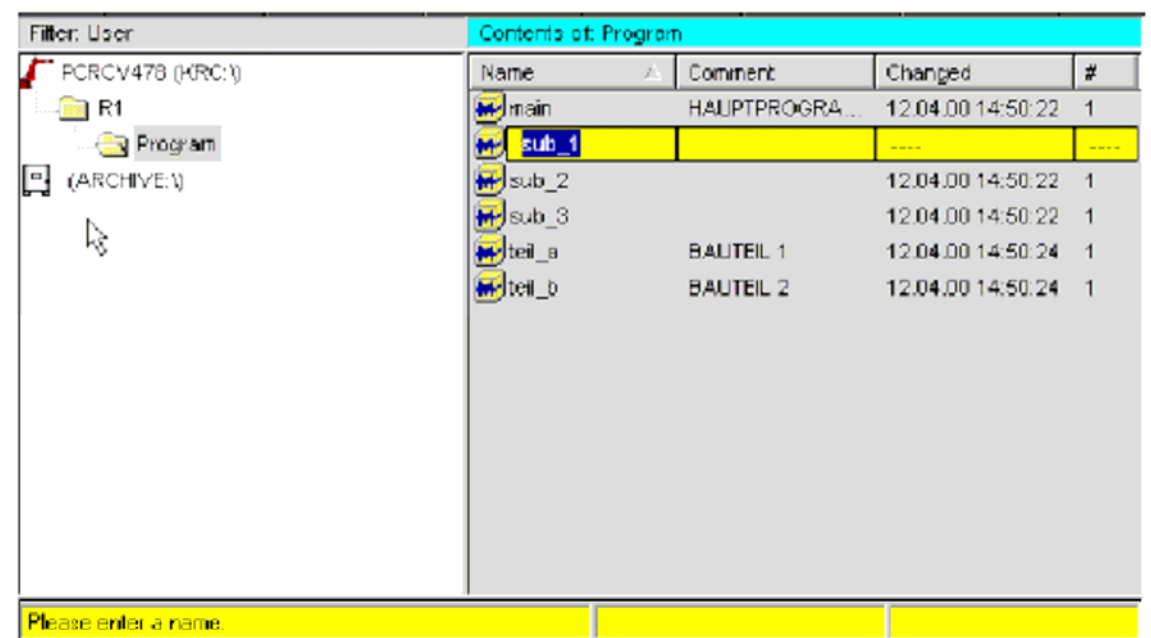 Filter: User
Contents of: Program
PCRCV478 (KRC:\)
R1
Program
(ARCHIVE:\)
Name Comment Changed #
main HAUPTPROGRA... 12.04.00 14:50:22 1
sub_1 ---- ----
sub_2 12.04.00 14:50:22 1
sub_3 12.04.00 14:50:22 1
teil_a BAUTEIL 1 12.04.00 14:50:24 1
teil_b BAUTEIL 2 12.04.00 14:50:24 1
Please enter a name.